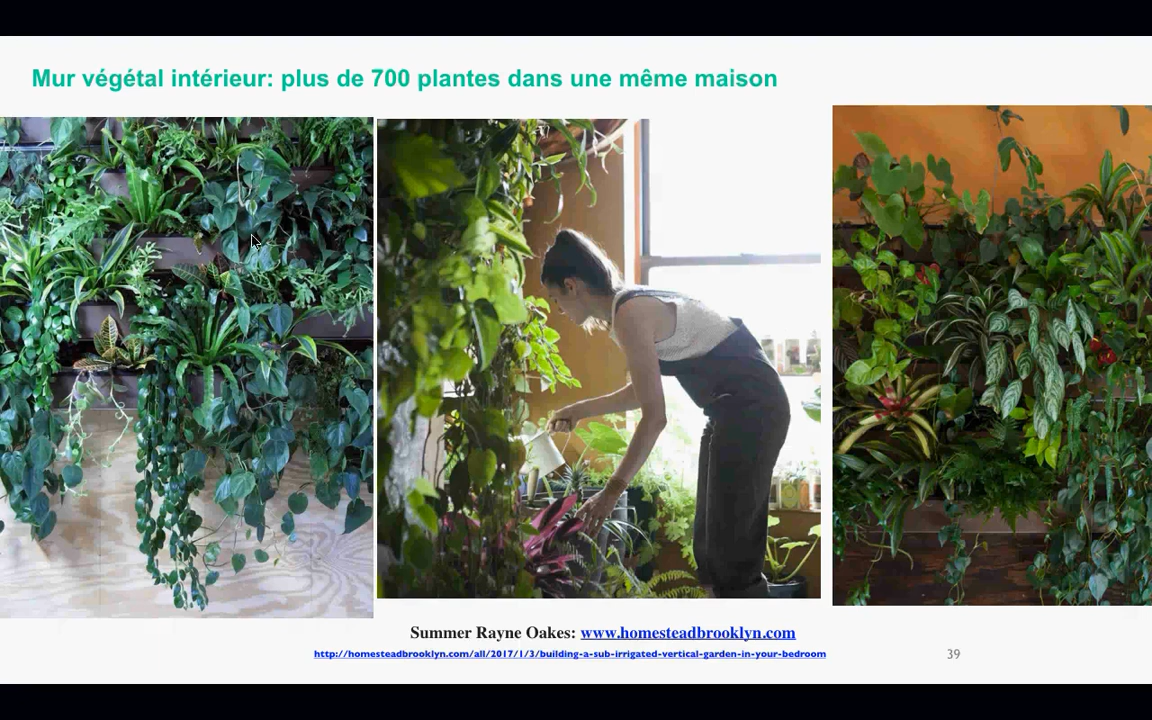 Mur végétal intérieur: plus de 700 plantes dans une même maison
Summer Rayne Oakes: www.homesteadbrooklyn.com
http://homesteadbrooklyn.com/all/2017/1/3/building-a-sub-irrigated-vertical-garden-in-your-bedroom
39